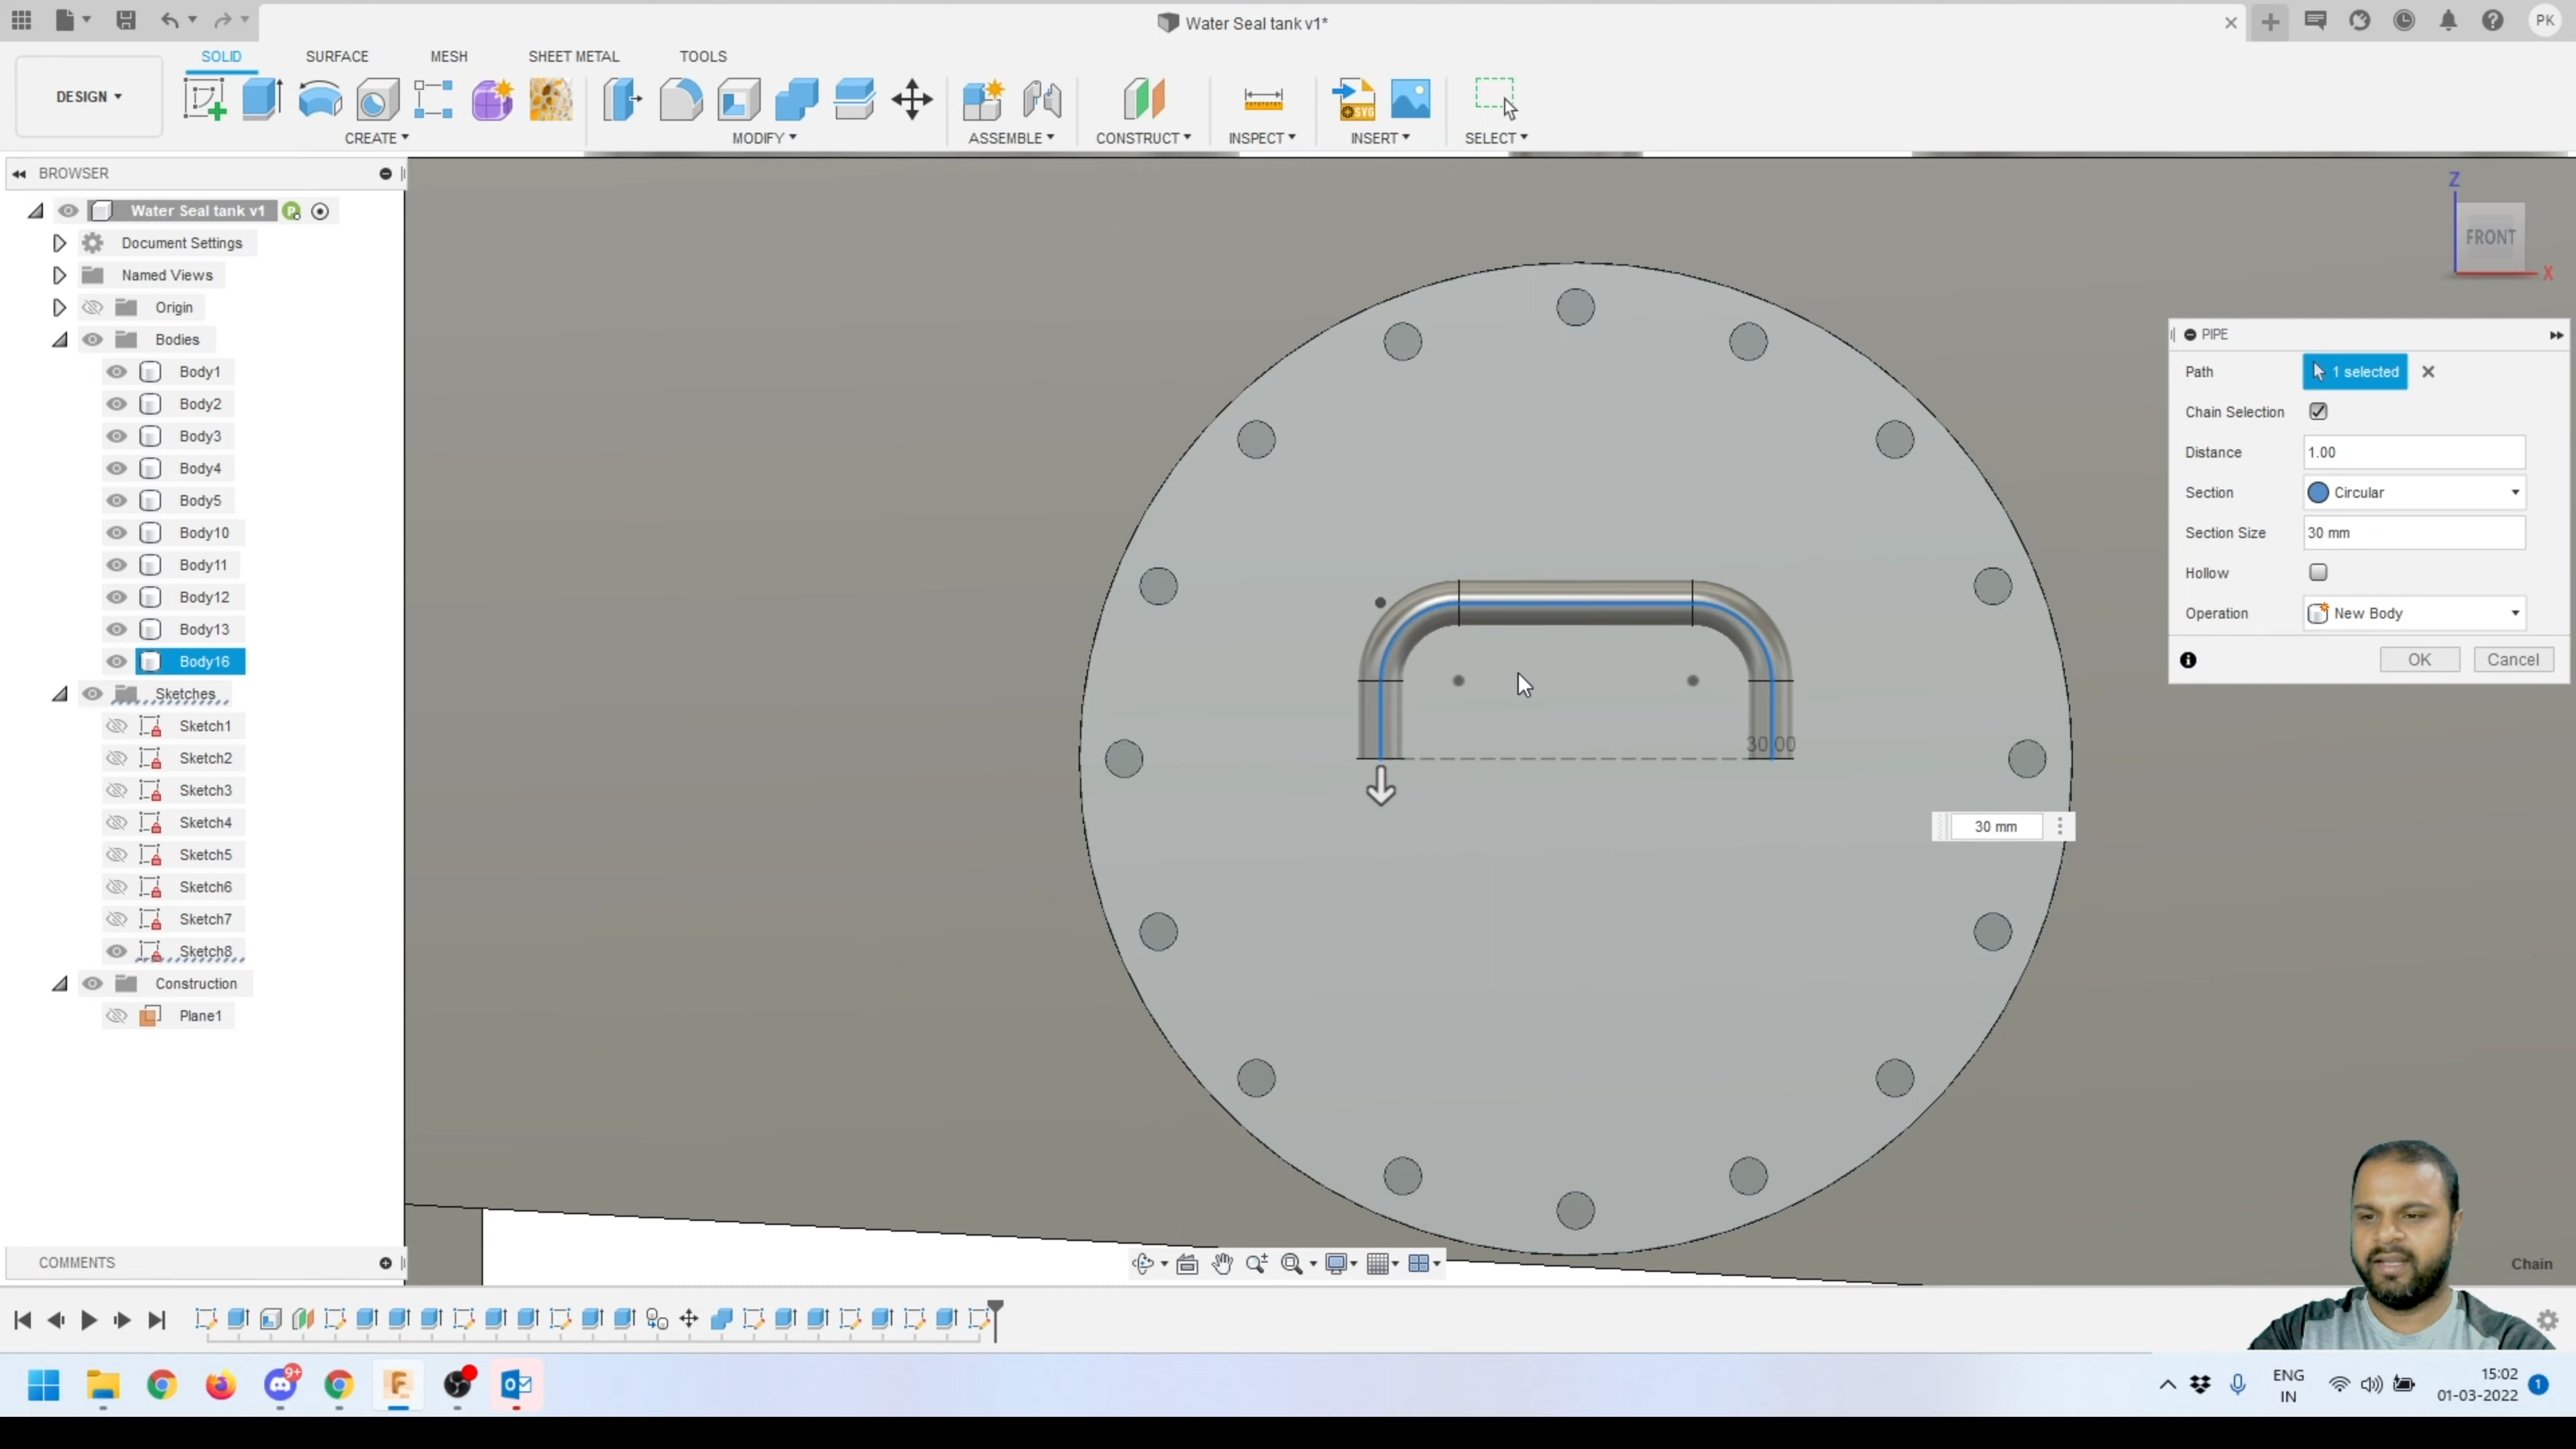 Water Seal tank v1*
PK
SOLID
SURFACE
MESH
SHEET METAL
TOOLS
DESIGN
CREATE
MODIFY
ASSEMBLE
CONSTRUCT
INSPECT
INSERT
SELECT
SVG
BROWSER
Water Seal tank v1
Document Settings
Named Views
Origin
Bodies
Body1
Body2
Body3
Body4
Body5
Body10
Body11
Body12
Body13
Body16
Sketches
Sketch1
Sketch2
Sketch3
Sketch4
Sketch5
Sketch6
Sketch7
Sketch8
Construction
Plane1
COMMENTS
Z
FRONT
X
PIPE
Path
1 selected
Chain Selection
Distance
1.00
Section
Circular
Section Size
30 mm
Hollow
Operation
New Body
OK
Cancel
30.00
30 mm
Chain
9+
ENG
IN
15:02
01-03-2022
1